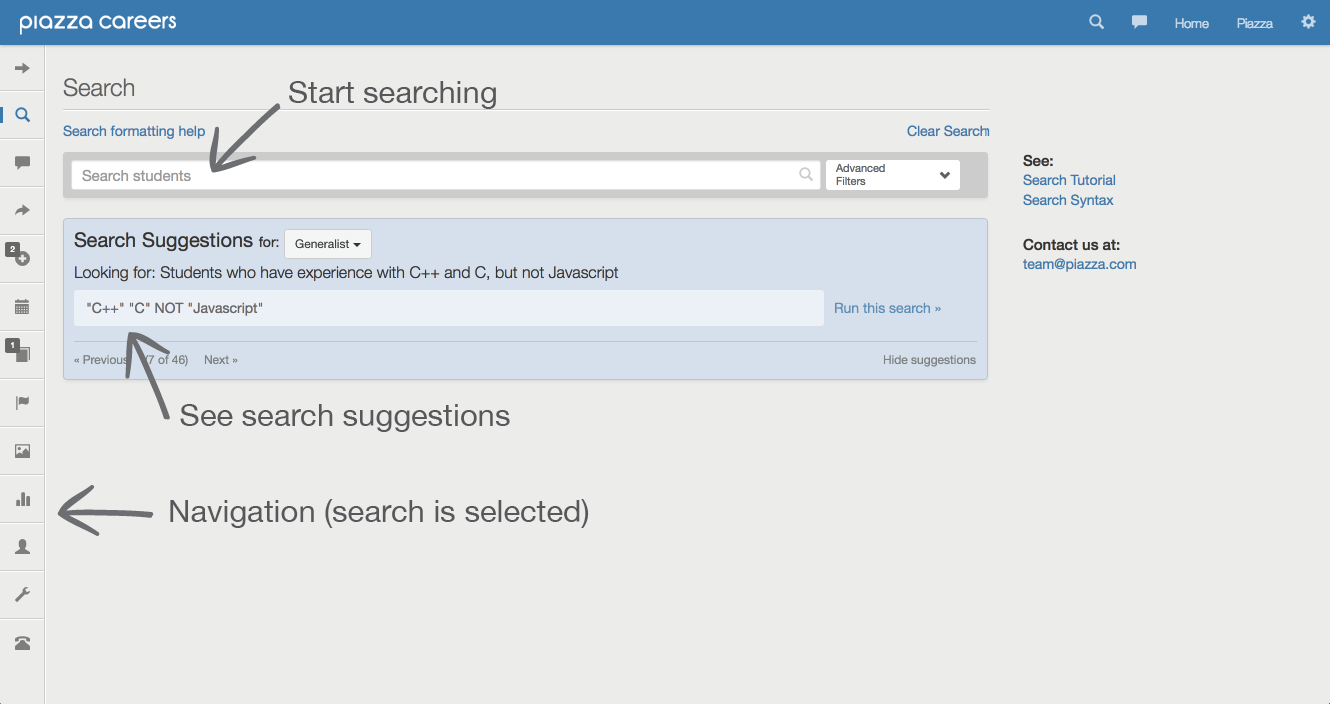 piazza careers
Home Piazza
Search
Start searching
Search formatting help
Clear Search
Search students
Advanced
Filters
See:
Search Tutorial
Search Syntax
Contact us at:
team@piazza.com
2
1
Search Suggestions for: Generalist
Looking for: Students who have experience with C++ and C, but not Javascript
"C++" "C" NOT "Javascript"
Run this search »
« Previous (7 of 46) Next »
Hide suggestions
See search suggestions
Navigation (search is selected)